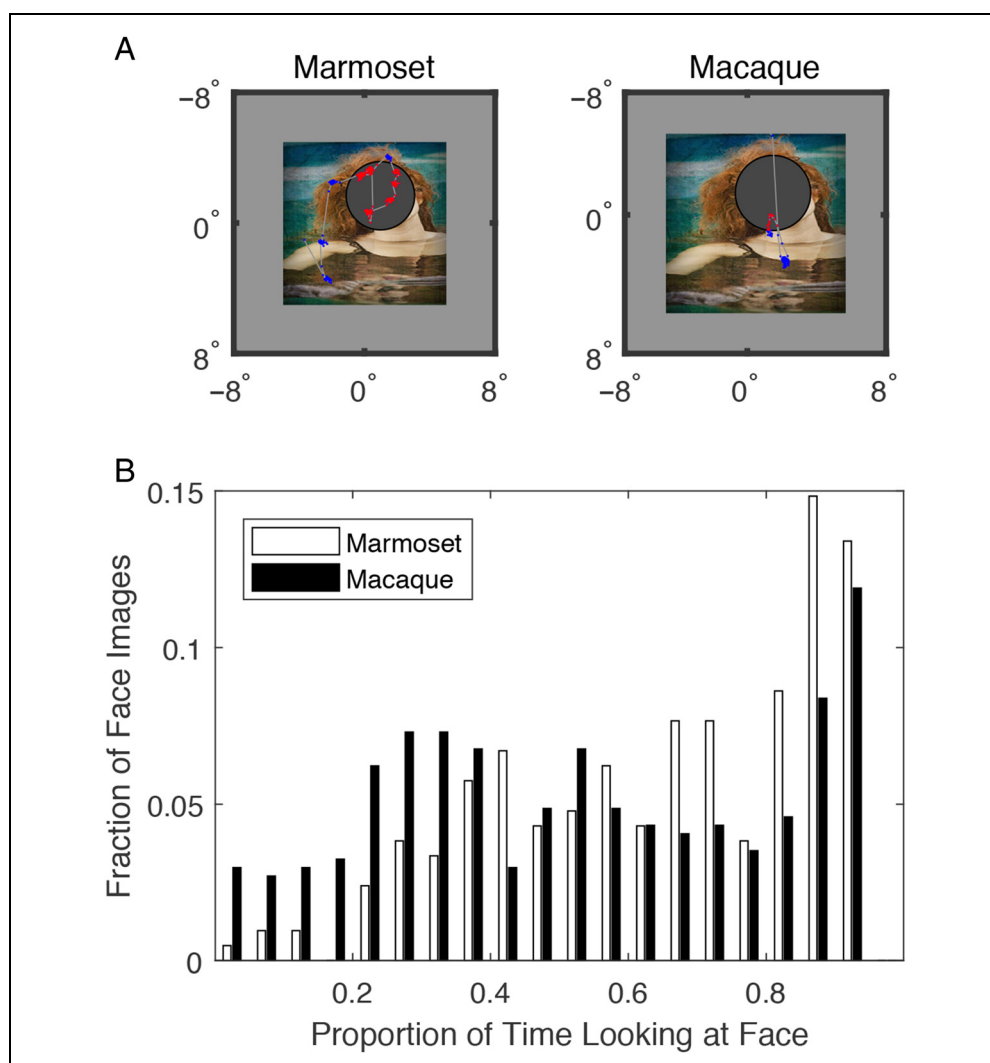 A
Marmoset Macaque
−8° −8°
0° 0°
8° 8°
−8° 0° 8° −8° 0° 8°
B
0.15
Marmoset
Macaque
0.1
0.05
0
0.2 0.4 0.6 0.8
Fraction of Face Images
Proportion of Time Looking at Face